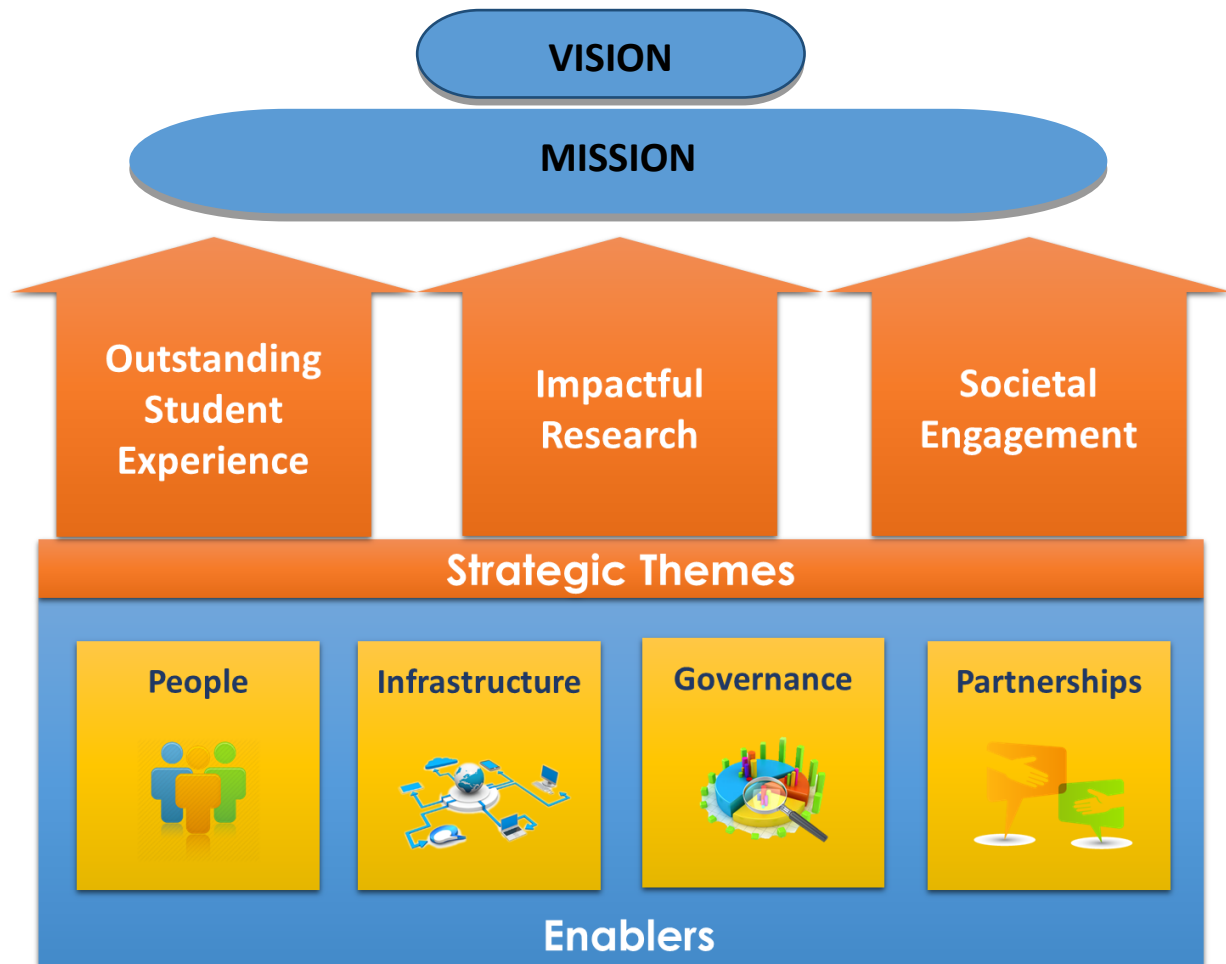 VISION
MISSION
Outstanding
Student
Experience
Impactful
Research
Societal
Engagement
Strategic Themes
People
Infrastructure
Governance
Partnerships
Enablers